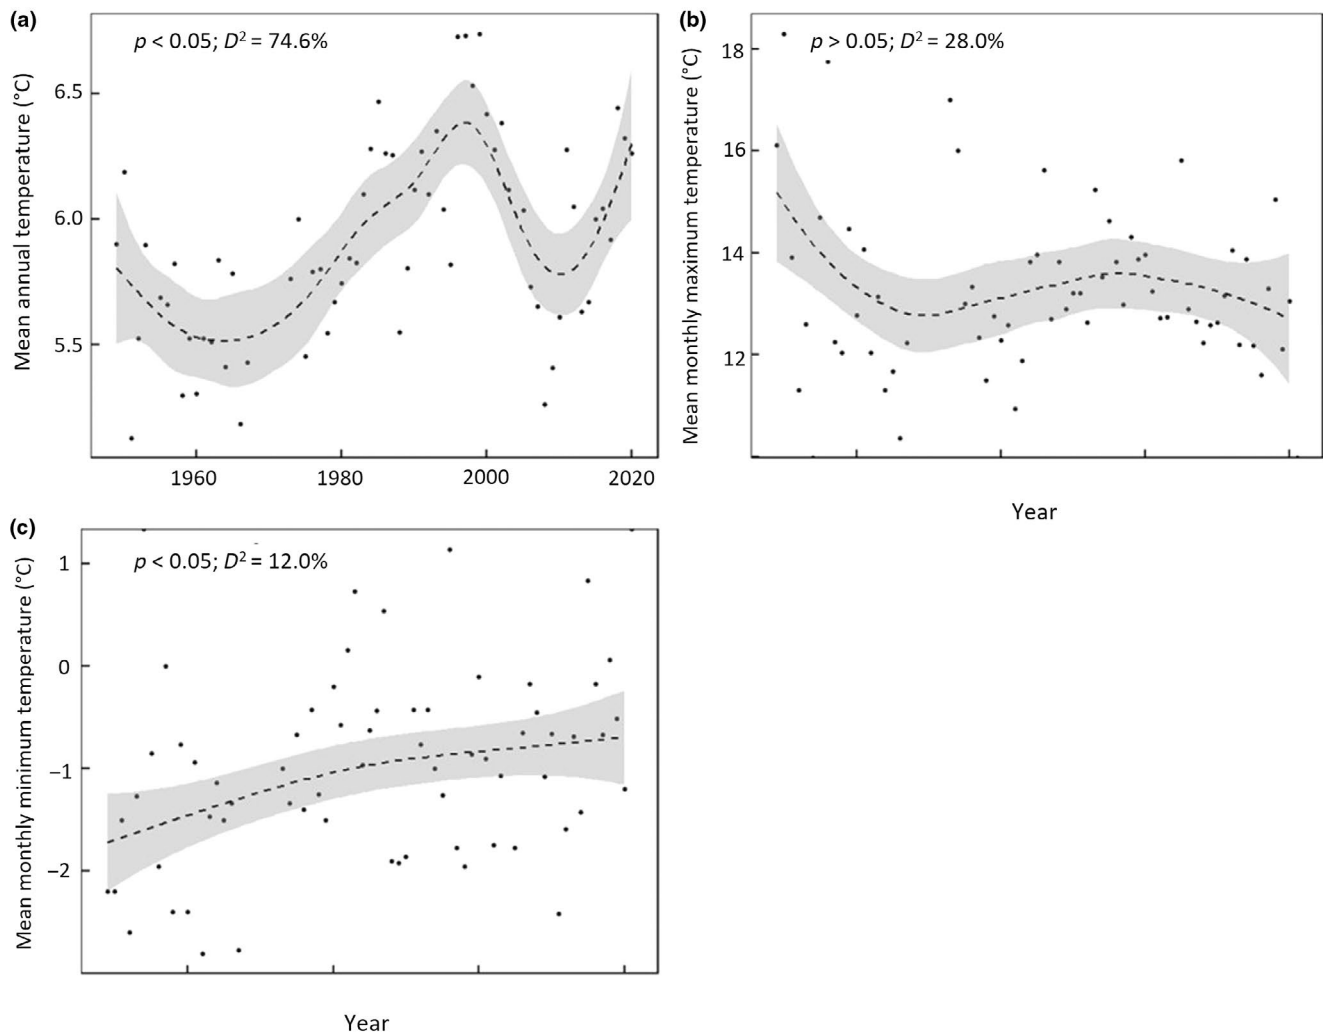 (a)
p < 0.05; D² = 74.6%
Mean annual temperature (°C)
6.5
6.0
5.5
1960 1980 2000 2020
(b)
p > 0.05; D² = 28.0%
Mean monthly maximum temperature (°C)
18
16
14
12
Year
(c)
p < 0.05; D² = 12.0%
Mean monthly minimum temperature (°C)
1
0
−1
−2
Year